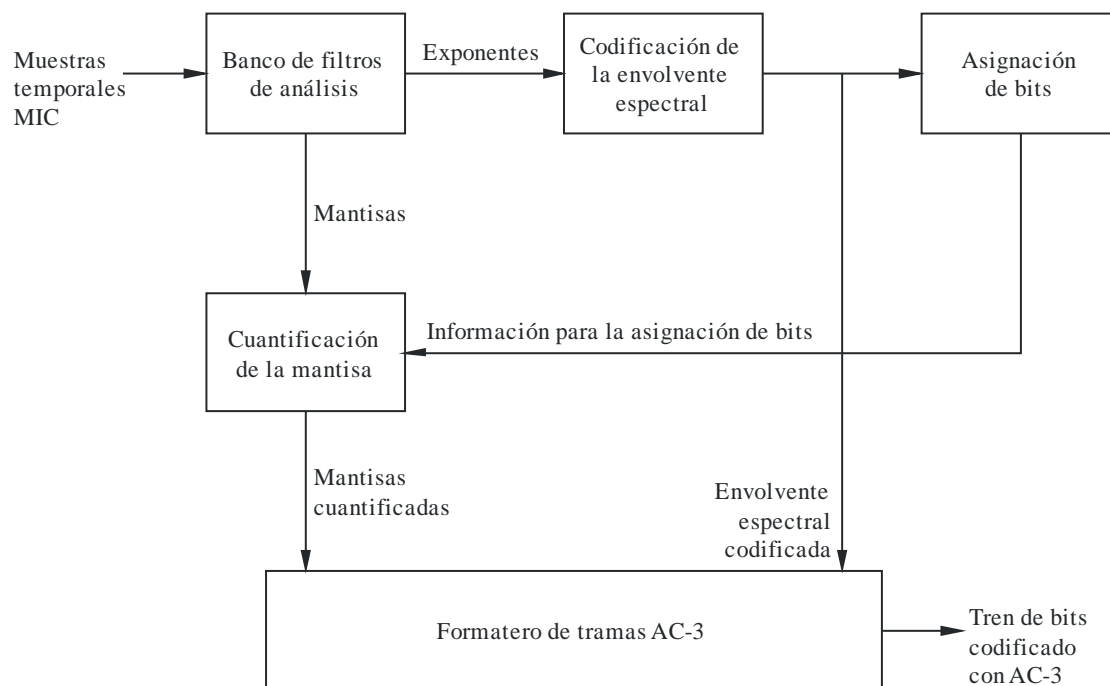 Muestras
temporales
MIC
Banco de filtros
de análisis
Exponentes
Codificación de
la envolvente
espectral
Asignación
de bits
Mantisas
Cuantificación
de la mantisa
Información para la asignación de bits
Mantisas
cuantificadas
Envolvente
espectral
codificada
Formatero de tramas AC-3
Tren de bits
codificado
con AC-3